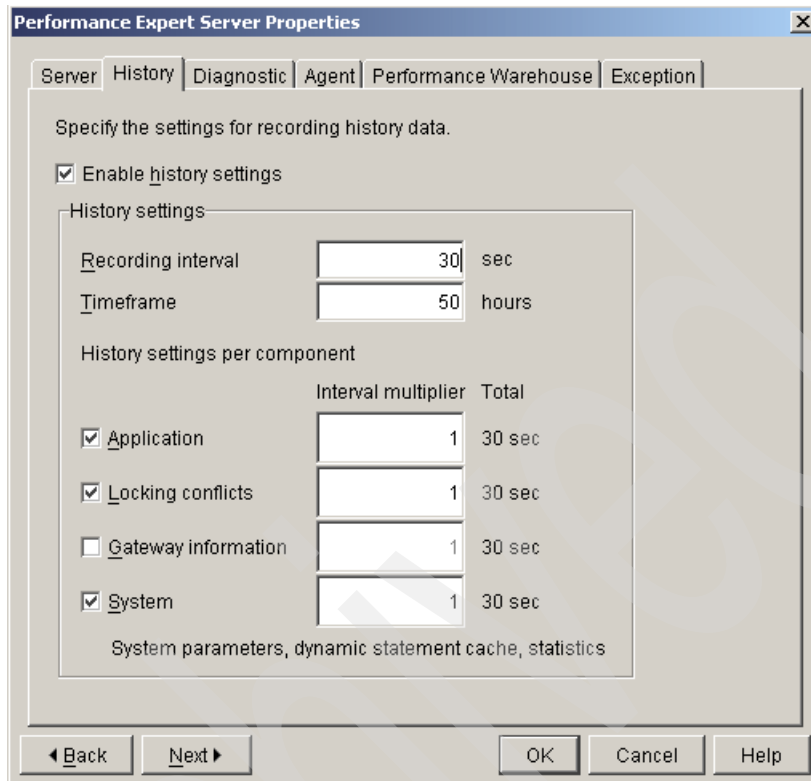 Performance Expert Server Properties
Server History Diagnostic Agent Performance Warehouse Exception
Specify the settings for recording history data.
Enable history settings
History settings
Recording interval 30 sec
Timeframe 50 hours
History settings per component
Interval multiplier Total
Application 1 30 sec
Locking conflicts 1 30 sec
Gateway information 1 30 sec
System 1 30 sec
System parameters, dynamic statement cache, statistics
Back Next OK Cancel Help